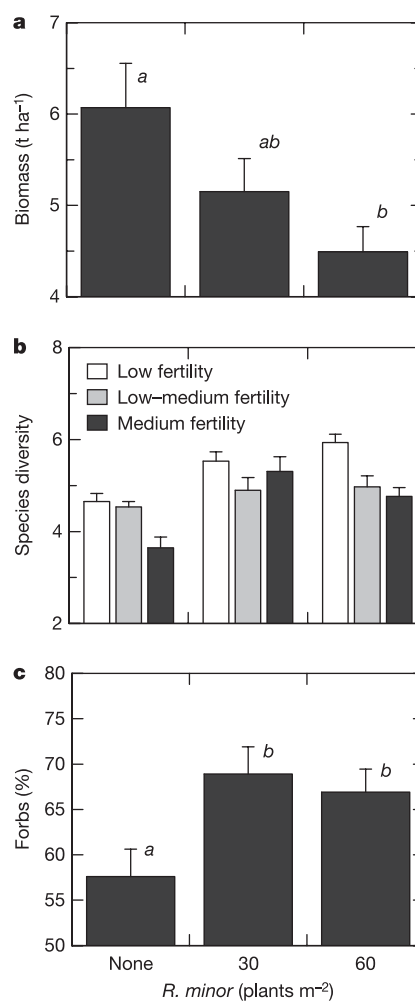 a
7
6
5
4
Biomass (t ha⁻¹)
a
ab
b
b
8
6
4
2
Species diversity
Low fertility
Low–medium fertility
Medium fertility
c
80
75
70
65
60
55
50
Forbs (%)
a
b
b
None 30 60
R. minor (plants m⁻²)